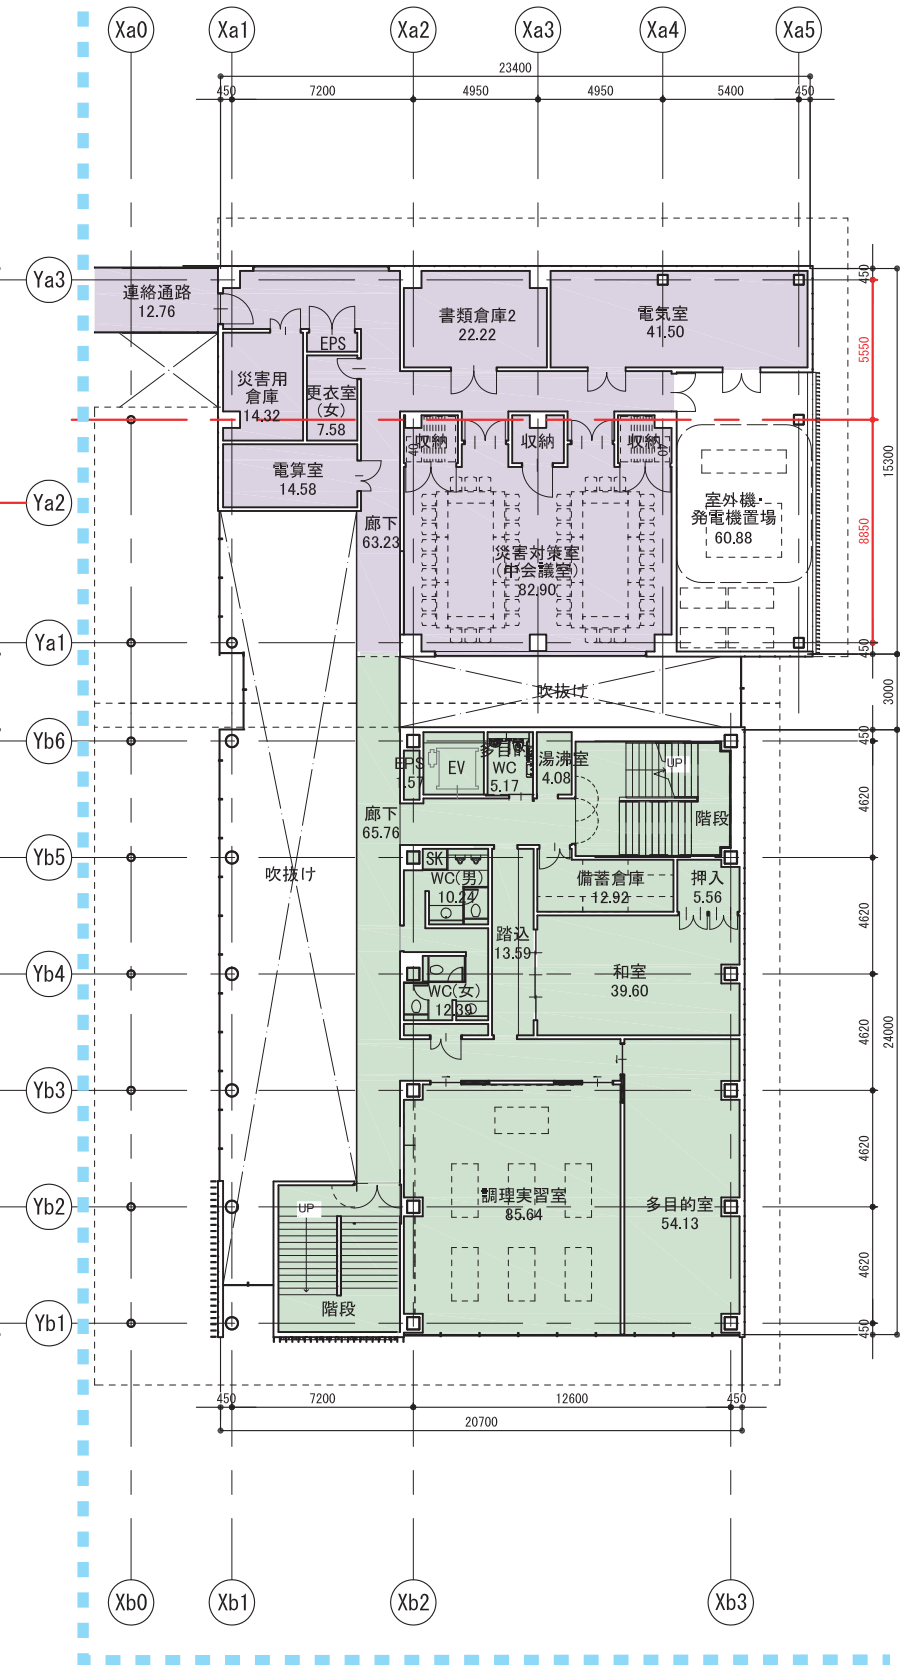 Xa0
Xa1
Xa2
Xa3
Xa4
Xa5
23400
450
7200
4950
4950
5400
450
Ya3
連絡通路
12.76
EPS
書類倉庫2
22.22
電気室
41.50
450
5550
災害用
倉庫
14.32
更衣室
(女)
7.58
収納
収納
収納
40
40
電算室
14.58
Ya2
廊下
63.23
災害対策室
(中会議室)
82.90
室外機・
発電機置場
60.88
15300
8850
Ya1
450
吹抜け
3000
Yb6
EPS
1.57
EV
多目的
WC
5.17
湯沸室
4.08
UP
階段
450
4620
廊下
65.76
Yb5
吹抜け
SK
WC(男)
10.24
備蓄倉庫
12.92
押入
5.56
4620
踏込
13.59
Yb4
WC(女)
12.39
和室
39.60
4620
24000
Yb3
4620
Yb2
UP
調理実習室
85.64
多目的室
54.13
4620
階段
Yb1
450
450
7200
12600
450
20700
Xb0
Xb1
Xb2
Xb3